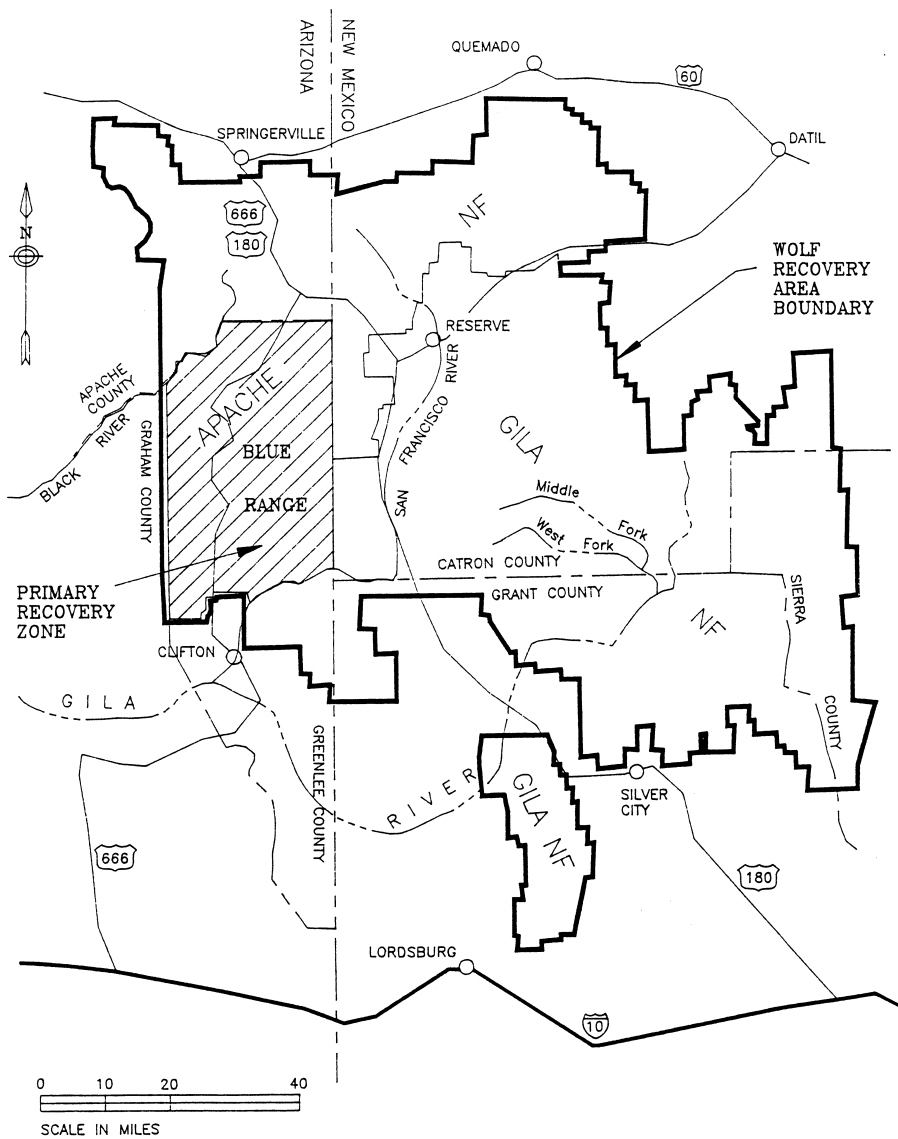 ARIZONA
NEW MEXICO
QUEMADO
60
SPRINGERVILLE
DATIL
666
180
N
NF
WOLF
RECOVERY
AREA
BOUNDARY
RESERVE
APACHE
COUNTY
BLACK RIVER
GRAHAM COUNTY
APACHE
BLUE
RANGE
SAN FRANCISCO RIVER
GILA
Middle Fork
West Fork
CATRON COUNTY
GRANT COUNTY
PRIMARY
RECOVERY
ZONE
NF
SIERRA COUNTY
CLIFTON
GILA RIVER
GREENLEE COUNTY
GILA NF
SILVER
CITY
666
180
LORDSBURG
10
0 10 20 40
SCALE IN MILES